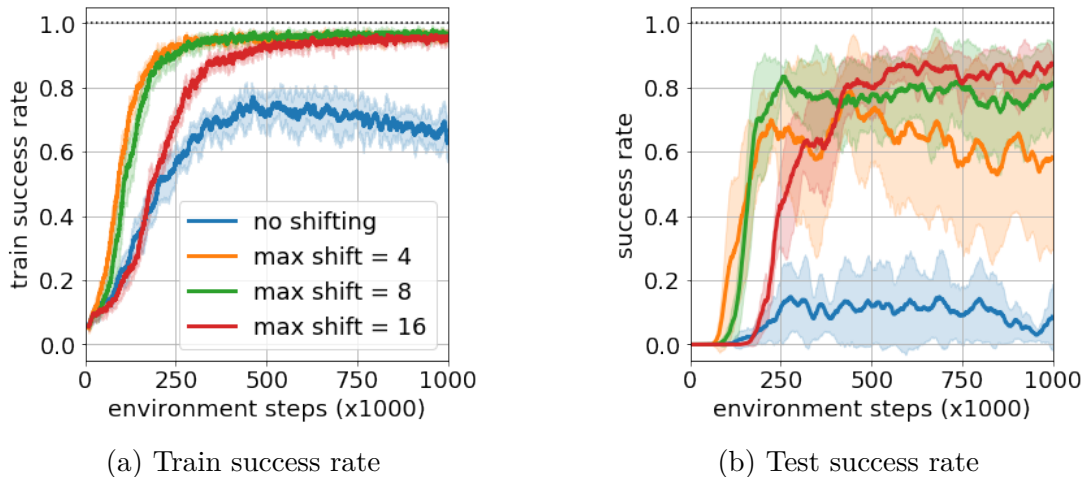 1.0
0.8
0.6
0.4
0.2
0.0
train success rate
no shifting
max shift = 4
max shift = 8
max shift = 16
0 250 500 750 1000
environment steps (x1000)
(a) Train success rate
1.0
0.8
0.6
0.4
0.2
0.0
success rate
0 250 500 750 1000
environment steps (x1000)
(b) Test success rate